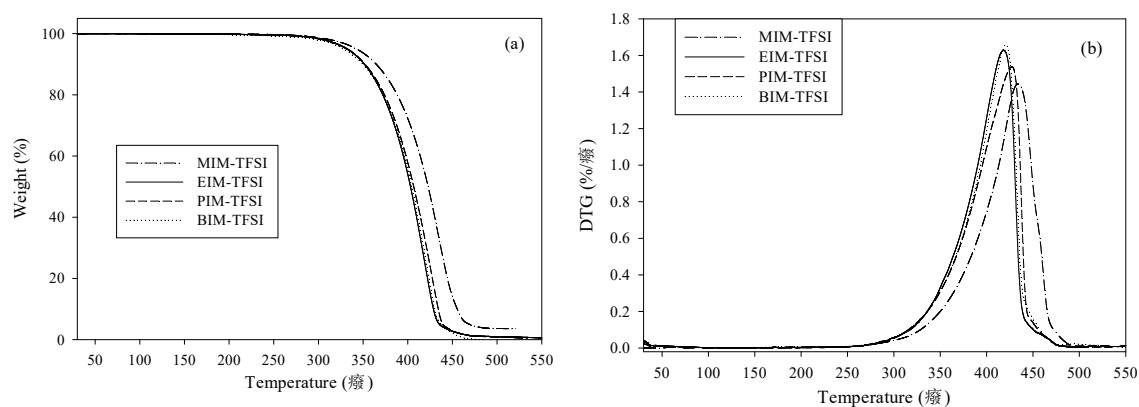 (a)
Weight (%)
100
80
60
40
20
0
MIM-TFSI
EIM-TFSI
PIM-TFSI
BIM-TFSI
50 100 150 200 250 300 350 400 450 500 550
Temperature (癈)
(b)
DTG (%/癈)
1.8
1.6
1.4
1.2
1.0
0.8
0.6
0.4
0.2
0.0
MIM-TFSI
EIM-TFSI
PIM-TFSI
BIM-TFSI
50 100 150 200 250 300 350 400 450 500 550
Temperature (癈)